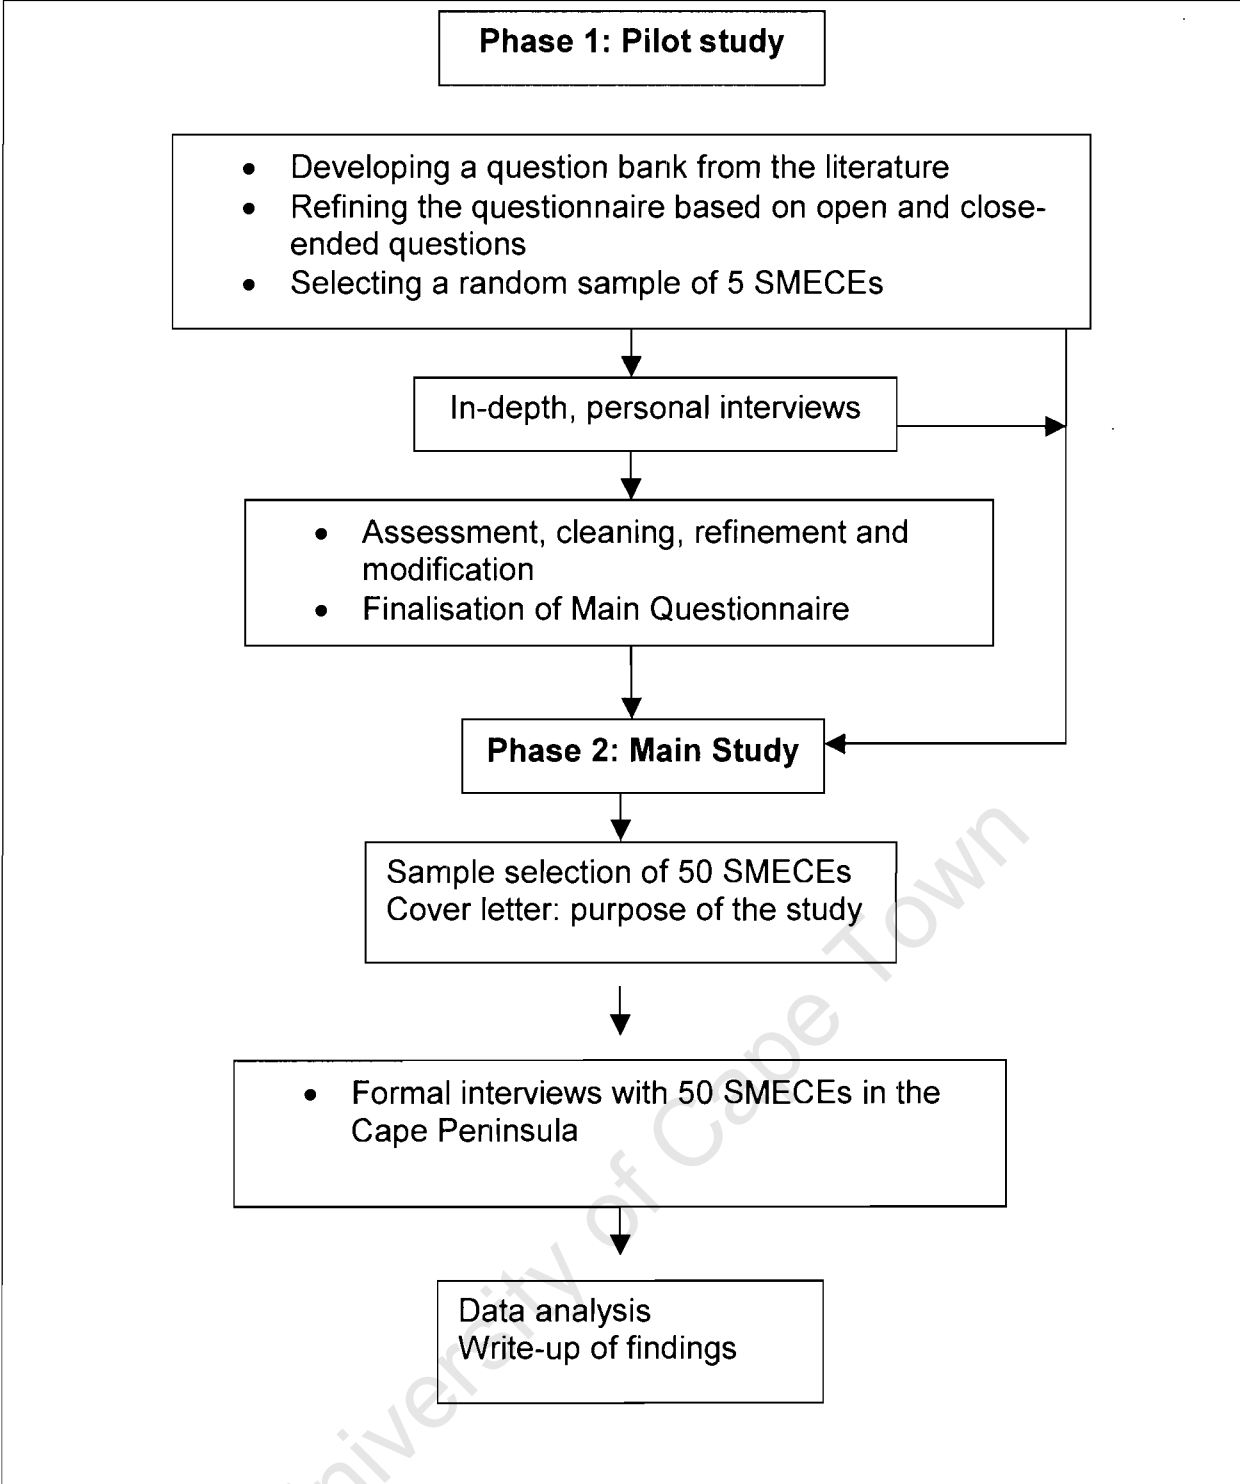 Phase 1: Pilot study
• Developing a question bank from the literature
• Refining the questionnaire based on open and close-
ended questions
• Selecting a random sample of 5 SMECEs
In-depth, personal interviews
• Assessment, cleaning, refinement and
modification
• Finalisation of Main Questionnaire
Phase 2: Main Study
Sample selection of 50 SMECEs
Cover letter: purpose of the study
• Formal interviews with 50 SMECEs in the
Cape Peninsula
Data analysis
Write-up of findings
niversity of Cape Town